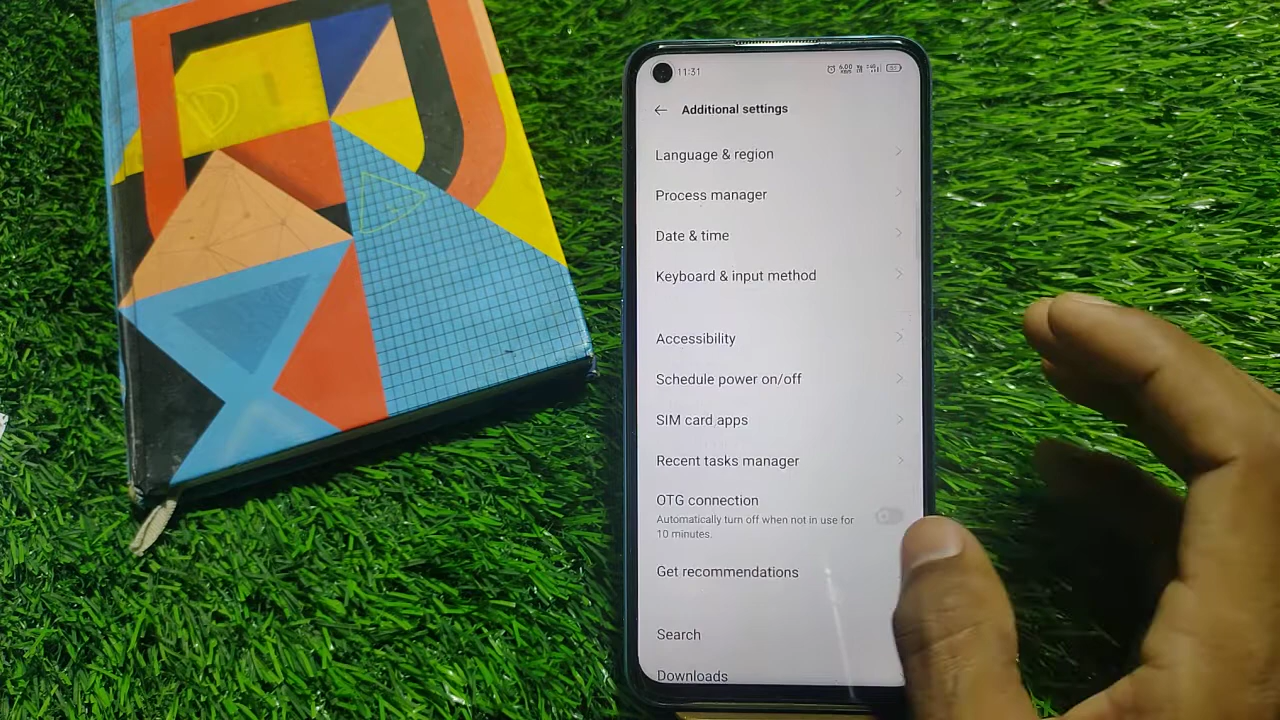 11:31
6.00
Additional settings
Language & region
Process manager
Date & time
Keyboard & input method
Accessibility
Schedule power on/off
SIM card apps
Recent tasks manager
OTG connection
Automatically turn off when not in use for
10 minutes.
Get recommendations
Search
Downloads